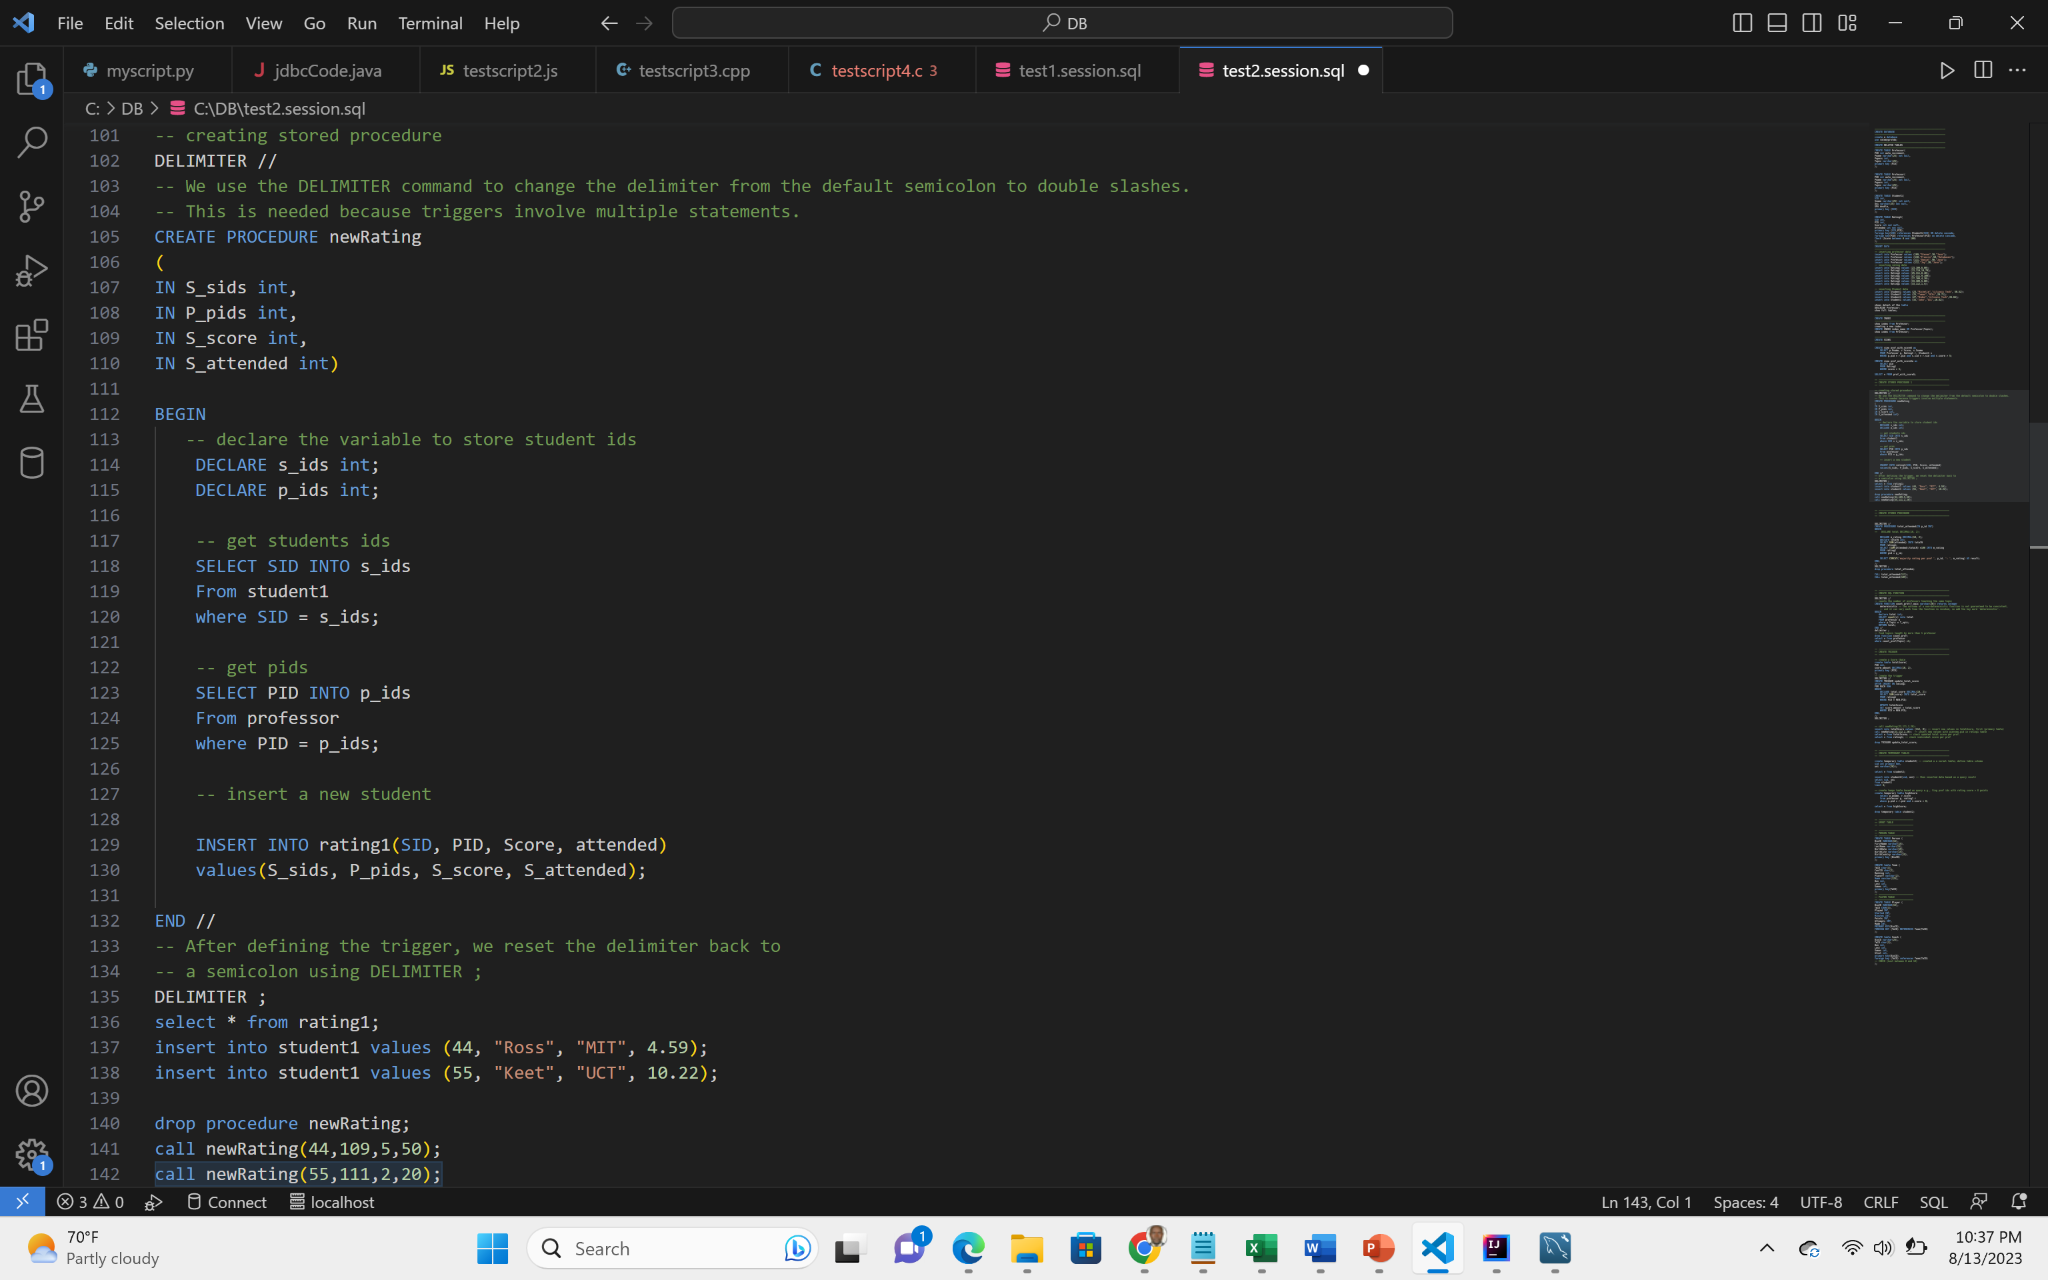 File Edit Selection View Go Run Terminal Help
DB
myscript.py jdbcCode.java testscript2.js testscript3.cpp testscript4.c 3 test1.session.sql test2.session.sql
C: > DB > C:\DB\test2.session.sql
101 -- creating stored procedure
102 DELIMITER //
103 -- We use the DELIMITER command to change the delimiter from the default semicolon to double slashes.
104 -- This is needed because triggers involve multiple statements.
105 CREATE PROCEDURE newRating
106 (
107 IN S_sids int,
108 IN P_pids int,
109 IN S_score int,
110 IN S_attended int)
111
112 BEGIN
113 -- declare the variable to store student ids
114 DECLARE s_ids int;
115 DECLARE p_ids int;
116
117 -- get students ids
118 SELECT SID INTO s_ids
119 From student1
120 where SID = s_ids;
121
122 -- get pids
123 SELECT PID INTO p_ids
124 From professor
125 where PID = p_ids;
126
127 -- insert a new student
128
129 INSERT INTO rating1(SID, PID, Score, attended)
130 values(S_sids, P_pids, S_score, S_attended);
131
132 END //
133 -- After defining the trigger, we reset the delimiter back to
134 -- a semicolon using DELIMITER ;
135 DELIMITER ;
136 select * from rating1;
137 insert into student1 values (44, "Ross", "MIT", 4.59);
138 insert into student1 values (55, "Keet", "UCT", 10.22);
139
140 drop procedure newRating;
141 call newRating(44,109,5,50);
142 call newRating(55,111,2,20);
3 0 Connect localhost Ln 143, Col 1 Spaces: 4 UTF-8 CRLF SQL
70°F
Partly cloudy
Search
10:37 PM
8/13/2023